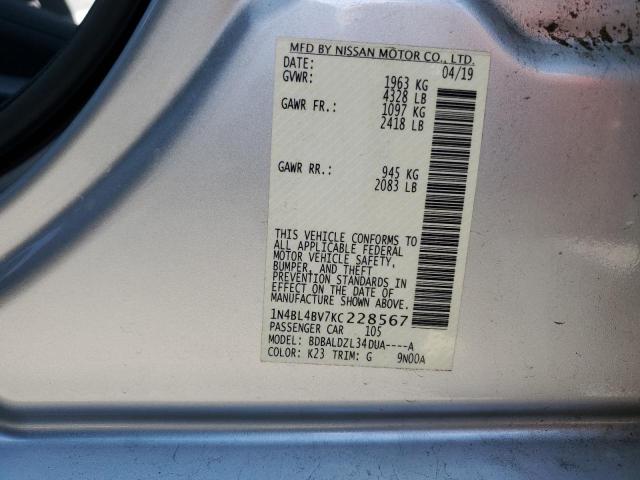 MFD BY NISSAN MOTOR CO., LTD.
DATE: 04/19
GVWR: 1963 KG
4328 LB
GAWR FR.: 1097 KG
2418 LB
GAWR RR.: 945 KG
2083 LB
THIS VEHICLE CONFORMS TO
ALL APPLICABLE FEDERAL
MOTOR VEHICLE SAFETY,
BUMPER, AND THEFT
PREVENTION STANDARDS IN
EFFECT ON THE DATE OF
MANUFACTURE SHOWN ABOVE.
1N4BL4BV7KC228567
PASSENGER CAR 105
MODEL: BDBALDZL34DUA----A
COLOR: K23 TRIM: G 9N00A